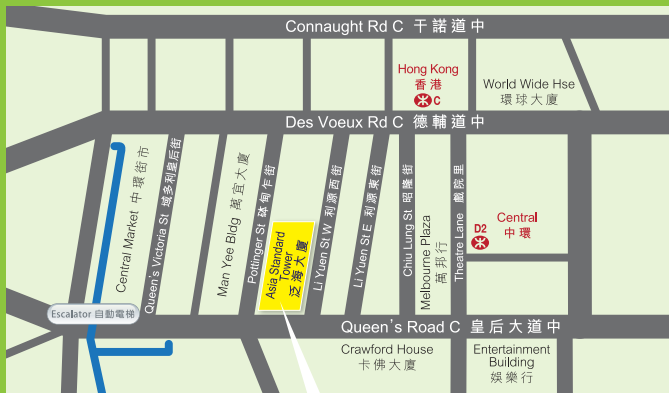 Connaught Rd C 干諾道中
Hong Kong
香港
C
World Wide Hse
環球大廈
Des Voeux Rd C 德輔道中
Central Market 中環街市
Queen's Victoria St 域多利皇后街
Man Yee Bldg 萬宜大廈
Pottinger St 砵甸乍街
Asia Standard
Tower
泛海大廈
Li Yuen St W 利源西街
Li Yuen St E 利源東街
Chiu Lung St 昭隆街
Melbourne Plaza
萬邦行
Theatre Lane 戲院里
D2
Central
中環
Escalator 自動電梯
Queen's Road C 皇后大道中
Crawford House
卡佛大廈
Entertainment
Building
娛樂行